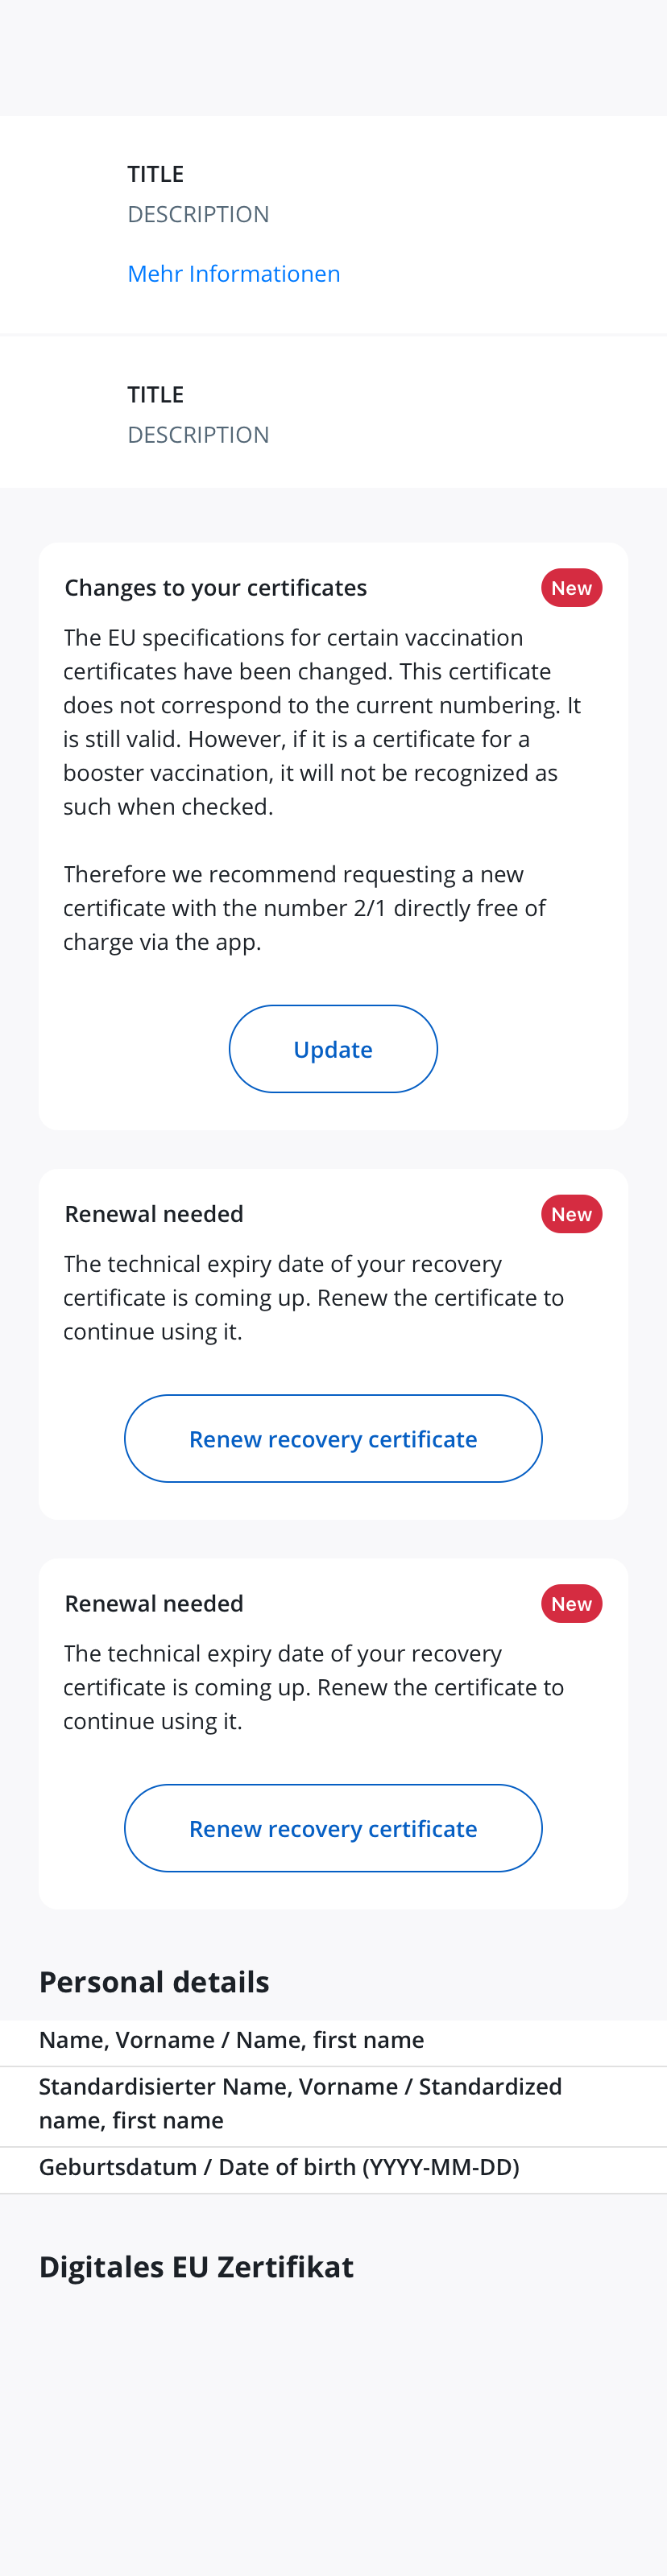 TITLE
DESCRIPTION
Mehr Informationen
TITLE
DESCRIPTION
Changes to your certificates
New
The EU specifications for certain vaccination
certificates have been changed. This certificate
does not correspond to the current numbering. It
is still valid. However, if it is a certificate for a
booster vaccination, it will not be recognized as
such when checked.
Therefore we recommend requesting a new
certificate with the number 2/1 directly free of
charge via the app.
Update
Renewal needed
New
The technical expiry date of your recovery
certificate is coming up. Renew the certificate to
continue using it.
Renew recovery certificate
Renewal needed
New
The technical expiry date of your recovery
certificate is coming up. Renew the certificate to
continue using it.
Renew recovery certificate
Personal details
Name, Vorname / Name, first name
Standardisierter Name, Vorname / Standardized
name, first name
Geburtsdatum / Date of birth (YYYY-MM-DD)
Digitales EU Zertifikat